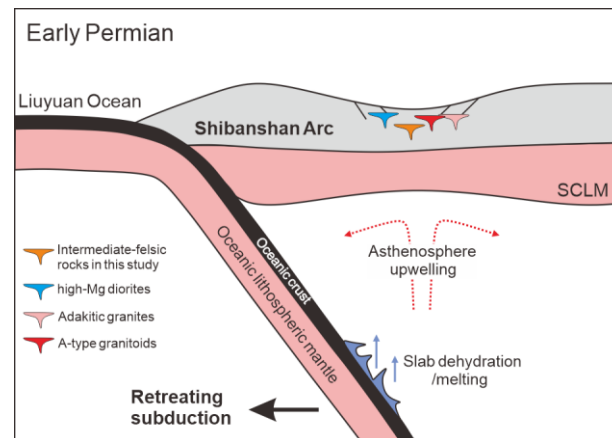 Early Permian
Liuyuan Ocean
Shibanshan Arc
SCLM
Asthenosphere
upwelling
Oceanic crust
Oceanic lithospheric mantle
Intermediate-felsic
rocks in this study
high-Mg diorites
Adakitic granites
A-type granitoids
Slab dehydration
/melting
Retreating
subduction